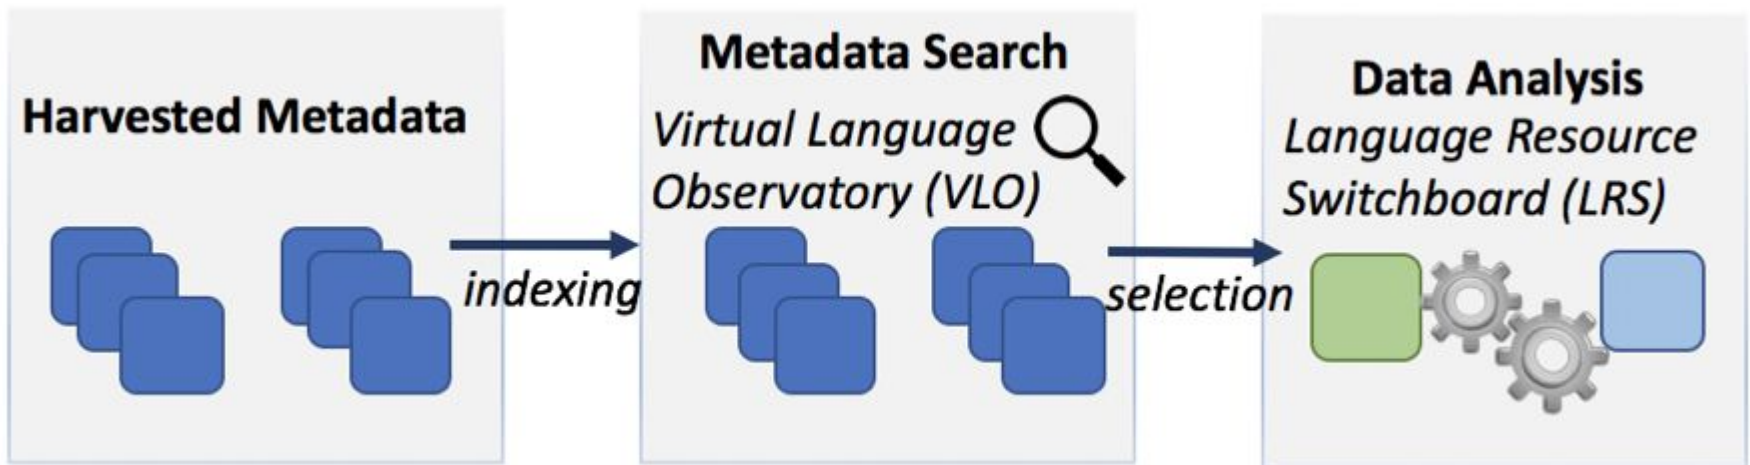 Harvested Metadata
indexing
Metadata Search
Virtual Language
Observatory (VLO)
selection
Data Analysis
Language Resource
Switchboard (LRS)